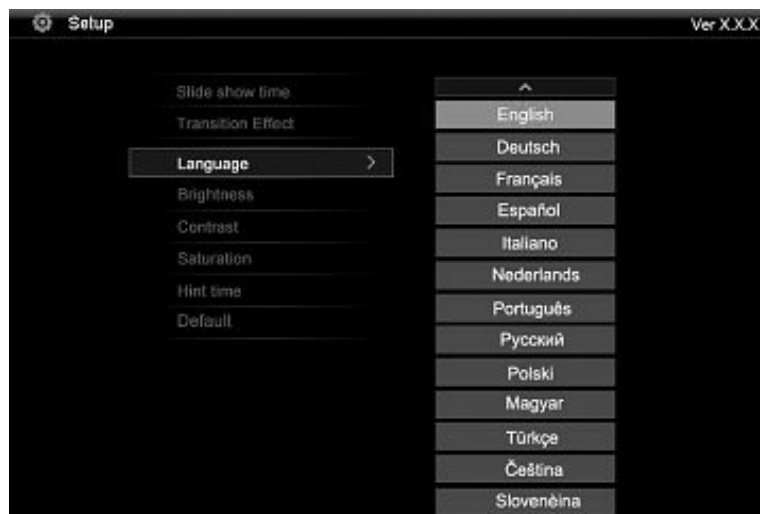 Setup
Ver X.X.X
Slide show time
Transition Effect
Language
Brightness
Contrast
Saturation
Hint time
Default
English
Deutsch
Français
Español
Italiano
Nederlands
Português
Русский
Polski
Magyar
Türkçe
Čeština
Slovenèina